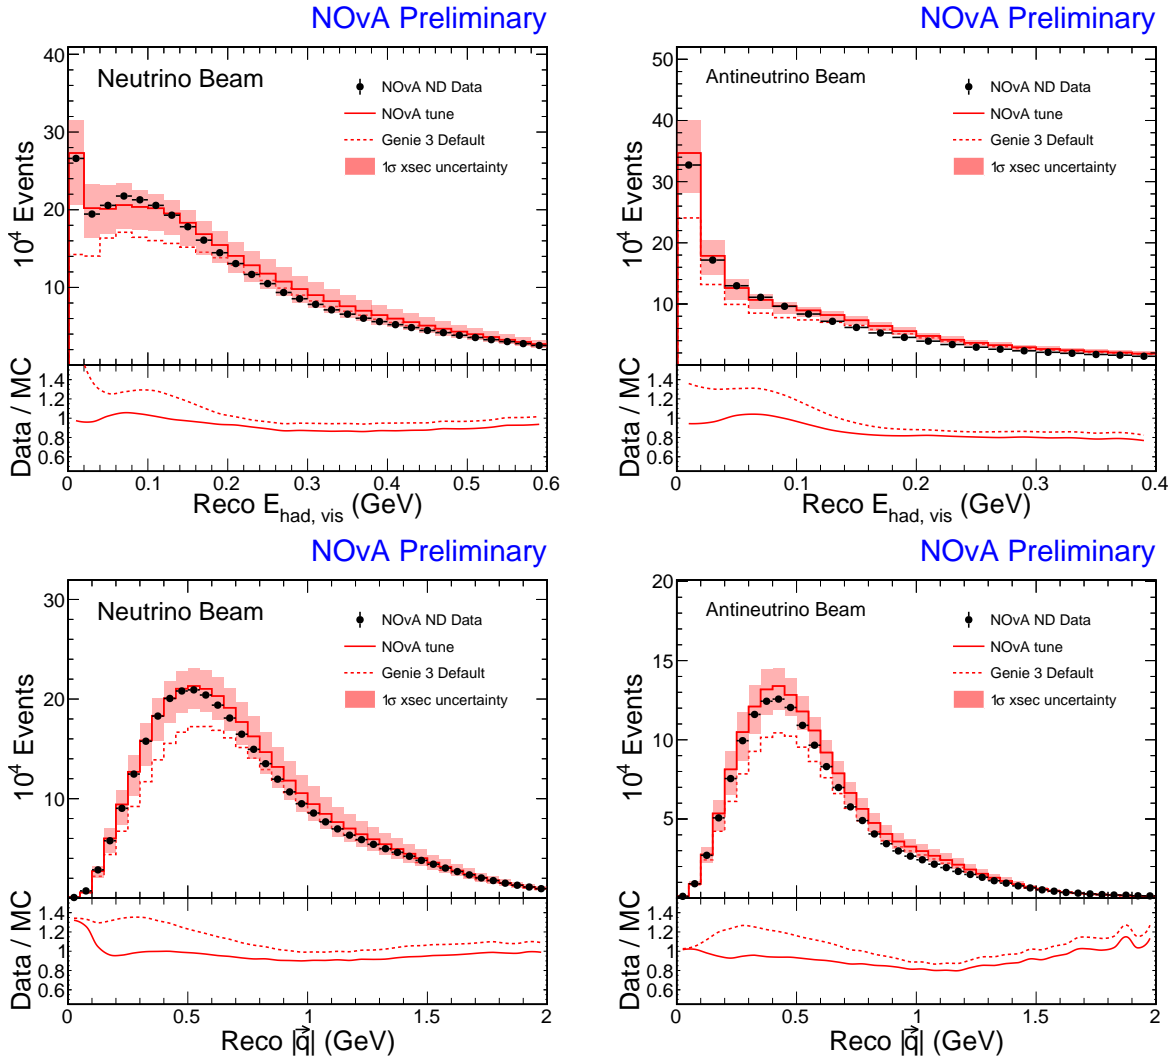 NOvA Preliminary
Neutrino Beam
NOvA ND Data
NOvA tune
Genie 3 Default
1σ xsec uncertainty
10⁴ Events
40
30
20
10
Data / MC
1.4
1.2
1
0.8
0.6
0 0.1 0.2 0.3 0.4 0.5 0.6
Reco E_had, vis (GeV)
NOvA Preliminary
Antineutrino Beam
NOvA ND Data
NOvA tune
Genie 3 Default
1σ xsec uncertainty
10⁴ Events
50
40
30
20
10
Data / MC
1.4
1.2
1
0.8
0.6
0 0.1 0.2 0.3 0.4
Reco E_had, vis (GeV)
NOvA Preliminary
Neutrino Beam
NOvA ND Data
NOvA tune
Genie 3 Default
1σ xsec uncertainty
10⁴ Events
30
20
10
Data / MC
1.4
1.2
1
0.8
0.6
0 0.5 1 1.5 2
Reco |q⃗| (GeV)
NOvA Preliminary
Antineutrino Beam
NOvA ND Data
NOvA tune
Genie 3 Default
1σ xsec uncertainty
10⁴ Events
20
15
10
5
Data / MC
1.4
1.2
1
0.8
0.6
0 0.5 1 1.5 2
Reco |q⃗| (GeV)